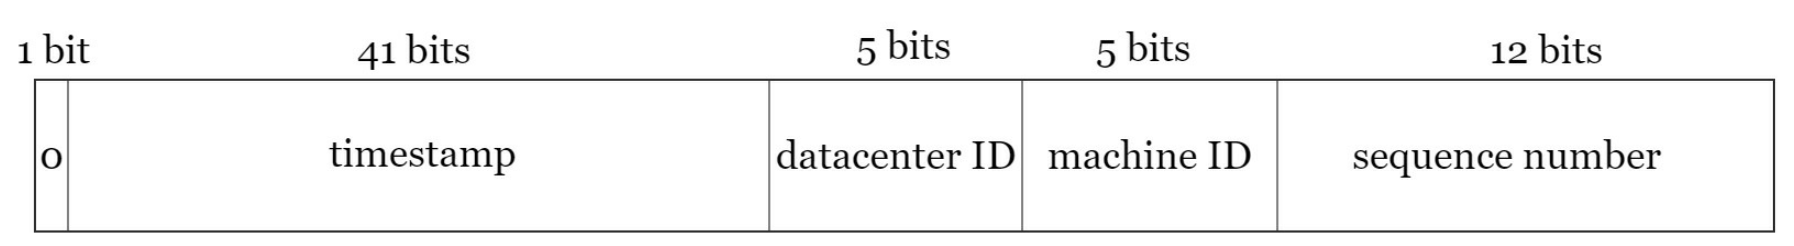 1 bit 41 bits 5 bits 5 bits 12 bits
0 timestamp datacenter ID machine ID sequence number